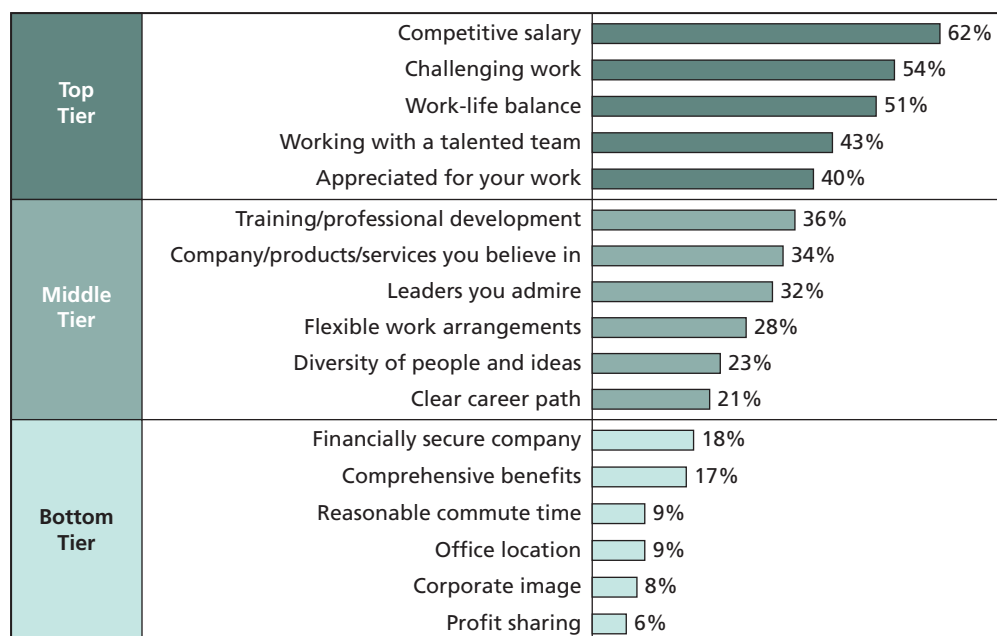 Top
Tier
Competitive salary 62%
Challenging work 54%
Work-life balance 51%
Working with a talented team 43%
Appreciated for your work 40%
Middle
Tier
Training/professional development 36%
Company/products/services you believe in 34%
Leaders you admire 32%
Flexible work arrangements 28%
Diversity of people and ideas 23%
Clear career path 21%
Bottom
Tier
Financially secure company 18%
Comprehensive benefits 17%
Reasonable commute time 9%
Office location 9%
Corporate image 8%
Profit sharing 6%